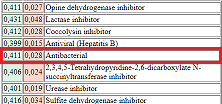 0,411 0,027 Opine dehydrogenase inhibitor
0,431 0,048 Lactase inhibitor
0,412 0,028 Coccolysin inhibitor
0,399 0,015 Antiviral (Hepatitis B)
0,411 0,028 Antibacterial
0,406 0,024 2,3,4,5-Tetrahydropyridine-2,6-dicarboxylate N-
succinyltransferase inhibitor
0,401 0,019 Urease inhibitor
0,416 0,034 Sulfite dehydrogenase inhibitor